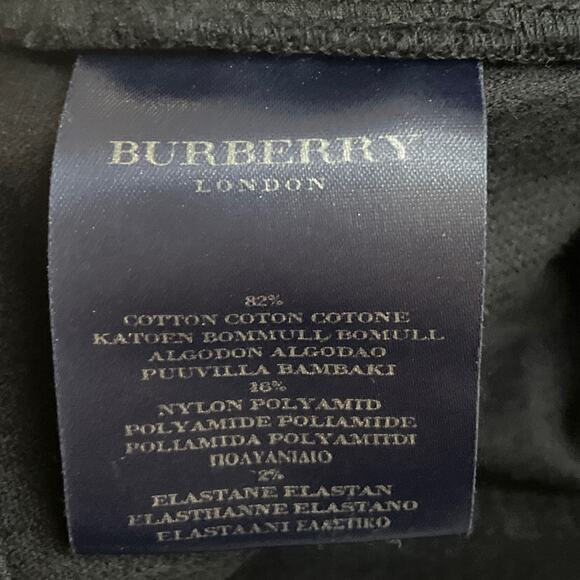 BURBERRY
LONDON
82%
COTTON COTON COTONE
KATOEN BOMMULL BOMULL
ALGODON ALGODAO
PUUVILLA BAMBAKI
16%
NYLON POLYAMID
POLYAMIDE POLIAMIDE
POLIAMIDA POLYAMIIDI
ΠΟΛΥΑΝΙΔΙΟ
2%
ELASTANE ELASTAN
ELASTHANNE ELASTANO
ELASTAANI ΕΛΑΣΤΙΚΟ